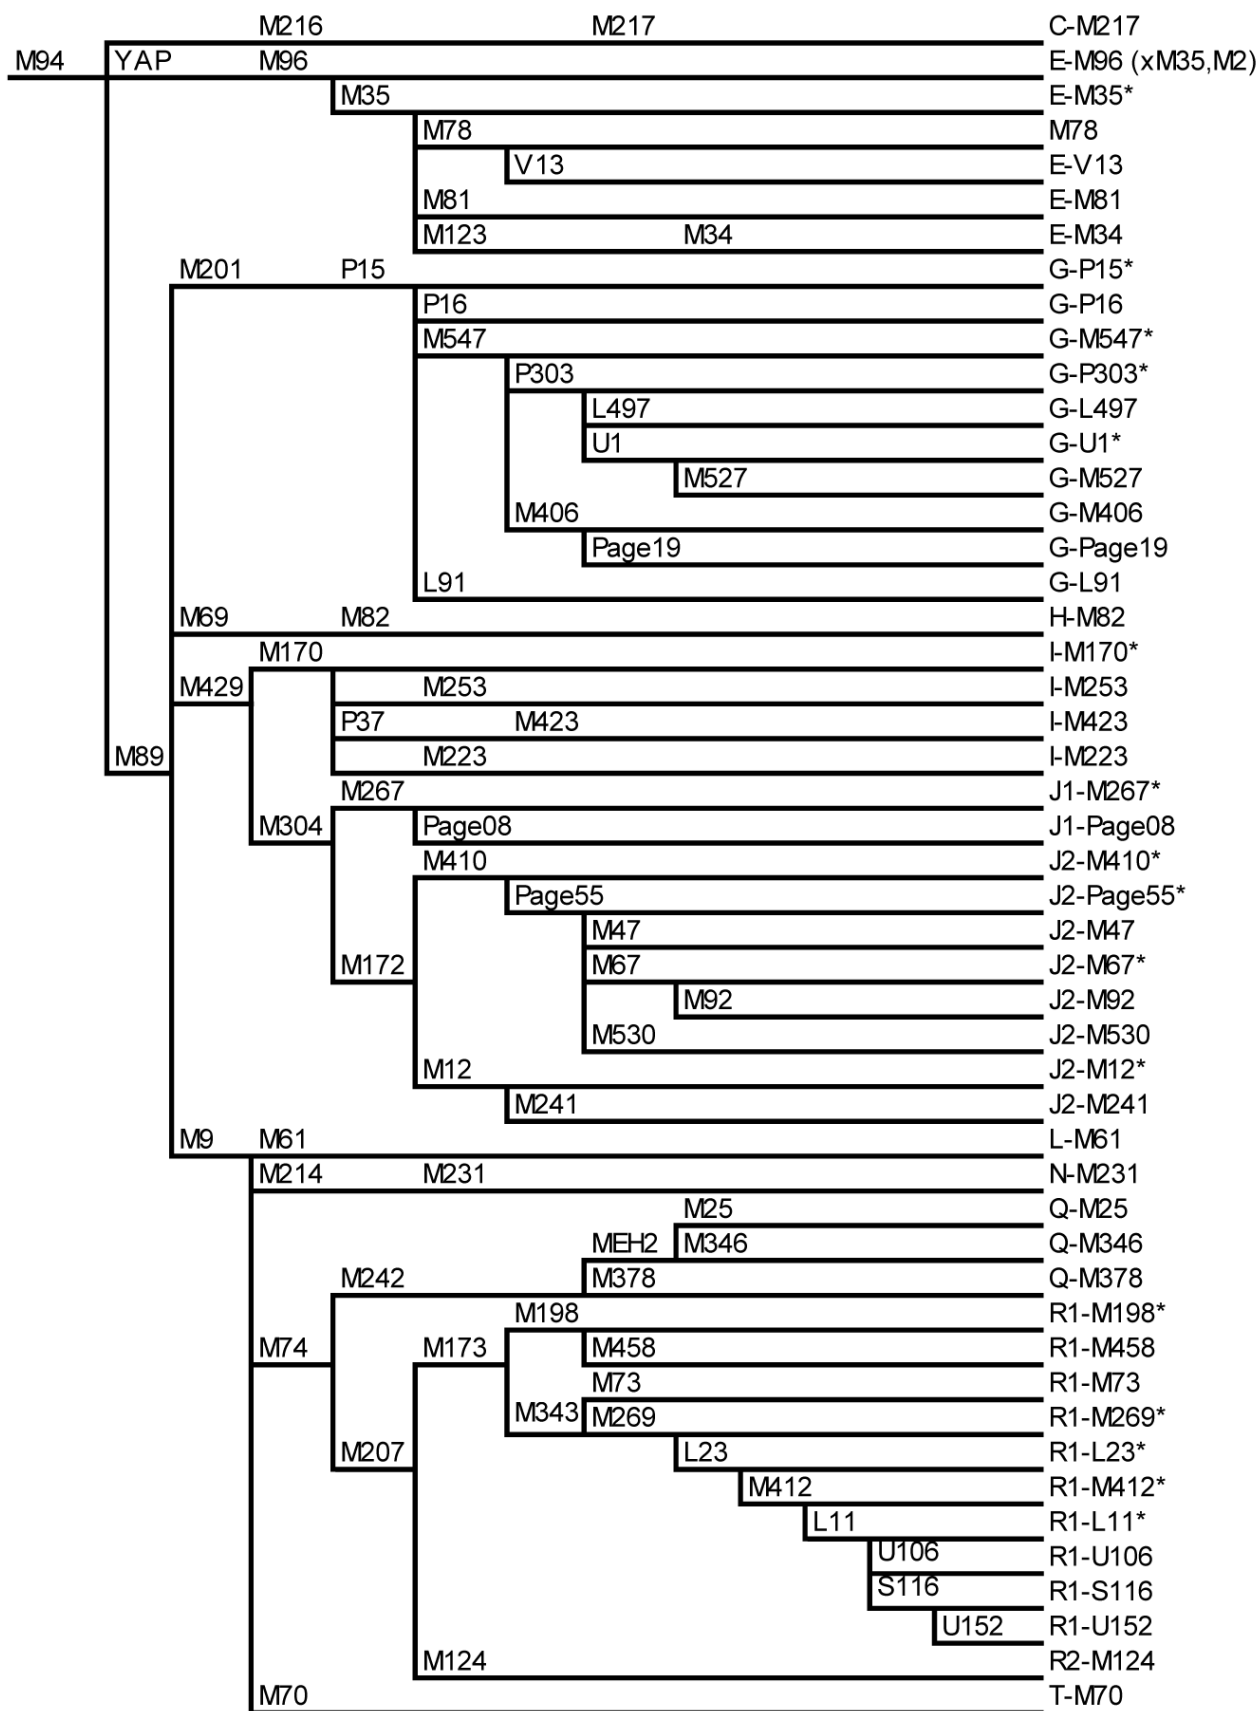 M216 M217 C-M217
M94 YAP M96 E-M96 (xM35,M2)
M35 E-M35*
M78 M78
V13 E-V13
M81 E-M81
M123 M34 E-M34
M201 P15 G-P15*
P16 G-P16
M547 G-M547*
P303 G-P303*
L497 G-L497
U1 G-U1*
M527 G-M527
M406 G-M406
Page19 G-Page19
L91 G-L91
M69 M82 H-M82
M170 I-M170*
M429 M253 I-M253
P37 M423 I-M423
M89 M223 I-M223
M267 J1-M267*
M304 Page08 J1-Page08
M410 J2-M410*
Page55 J2-Page55*
M47 J2-M47
M172 M67 J2-M67*
M92 J2-M92
M530 J2-M530
M12 J2-M12*
M241 J2-M241
M9 M61 L-M61
M214 M231 N-M231
M25 Q-M25
MEH2 M346 Q-M346
M242 M378 Q-M378
M198 R1-M198*
M74 M173 M458 R1-M458
M73 R1-M73
M343 M269 R1-M269*
M207 L23 R1-L23*
M412 R1-M412*
L11 R1-L11*
U106 R1-U106
S116 R1-S116
U152 R1-U152
M124 R2-M124
M70 T-M70